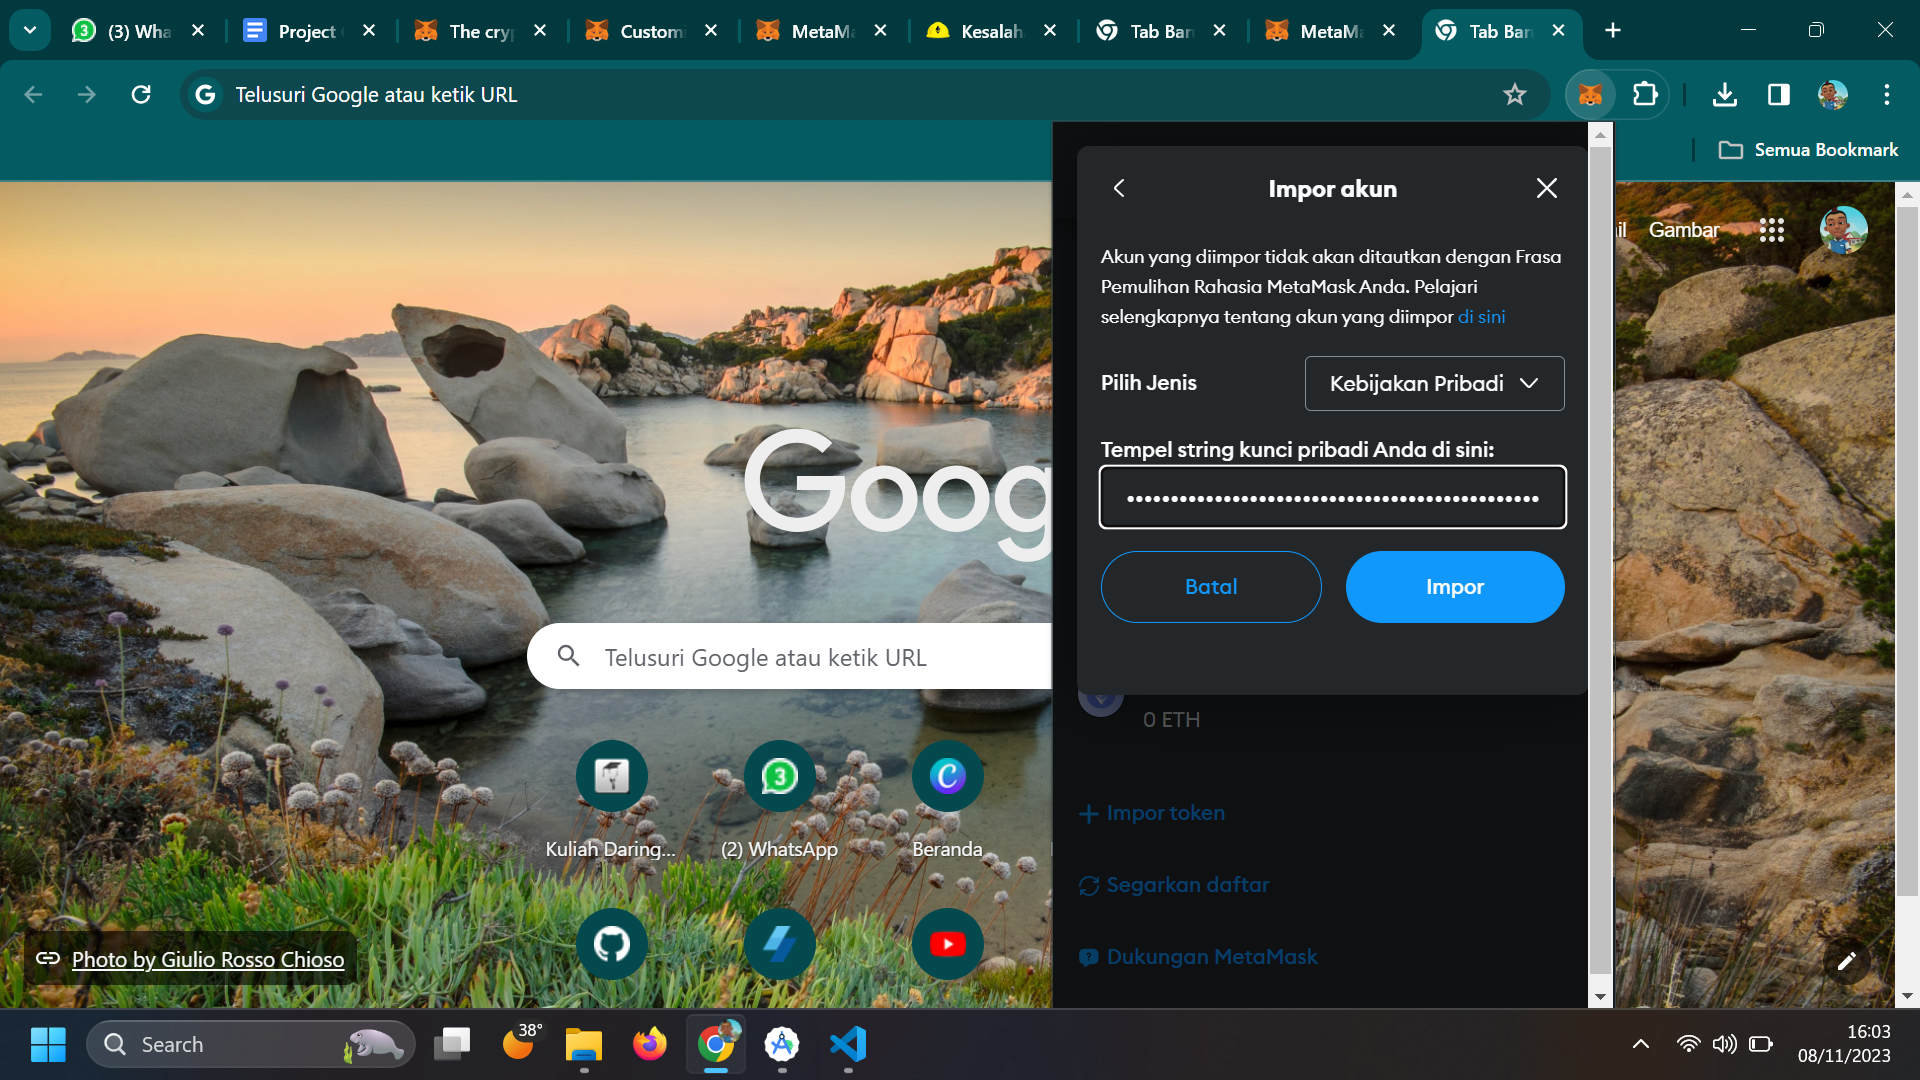 (3) Wha
Project
The cry
Customi
MetaMa
Kesalah
Tab Bar
MetaMa
Tab Bar
Telusuri Google atau ketik URL
Semua Bookmark
Gambar
Impor akun
Akun yang diimpor tidak akan ditautkan dengan Frasa
Pemulihan Rahasia MetaMask Anda. Pelajari
selengkapnya tentang akun yang diimpor di sini
Pilih Jenis
Kebijakan Pribadi
Tempel string kunci pribadi Anda di sini:
Batal
Impor
0 ETH
Impor token
Segarkan daftar
Dukungan MetaMask
Goog
Telusuri Google atau ketik URL
Kuliah Daring...
(2) WhatsApp
Beranda
Photo by Giulio Rosso Chioso
Search
38°
16:03
08/11/2023